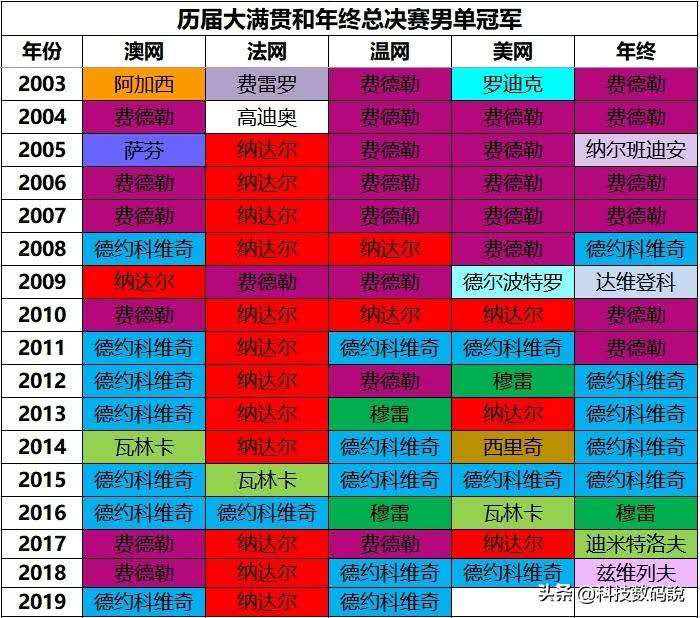 历届大满贯和年终总决赛男单冠军
年份 澳网 法网 温网 美网 年终
2003 阿加西 费雷罗 费德勒 罗迪克 费德勒
2004 费德勒 高迪奥 费德勒 费德勒 费德勒
2005 萨芬 纳达尔 费德勒 费德勒 纳尔班迪安
2006 费德勒 纳达尔 费德勒 费德勒 费德勒
2007 费德勒 纳达尔 费德勒 费德勒 费德勒
2008 德约科维奇 纳达尔 纳达尔 费德勒 德约科维奇
2009 纳达尔 费德勒 费德勒 德尔波特罗 达维登科
2010 费德勒 纳达尔 纳达尔 纳达尔 费德勒
2011 德约科维奇 纳达尔 德约科维奇 德约科维奇 费德勒
2012 德约科维奇 纳达尔 费德勒 穆雷 德约科维奇
2013 德约科维奇 纳达尔 穆雷 纳达尔 德约科维奇
2014 瓦林卡 纳达尔 德约科维奇 西里奇 德约科维奇
2015 德约科维奇 瓦林卡 德约科维奇 德约科维奇 德约科维奇
2016 德约科维奇 德约科维奇 穆雷 瓦林卡 穆雷
2017 费德勒 纳达尔 费德勒 纳达尔 迪米特洛夫
2018 费德勒 纳达尔 德约科维奇 德约科维奇 兹维列夫
2019 德约科维奇 纳达尔 德约科维奇
头条 @科技数码說